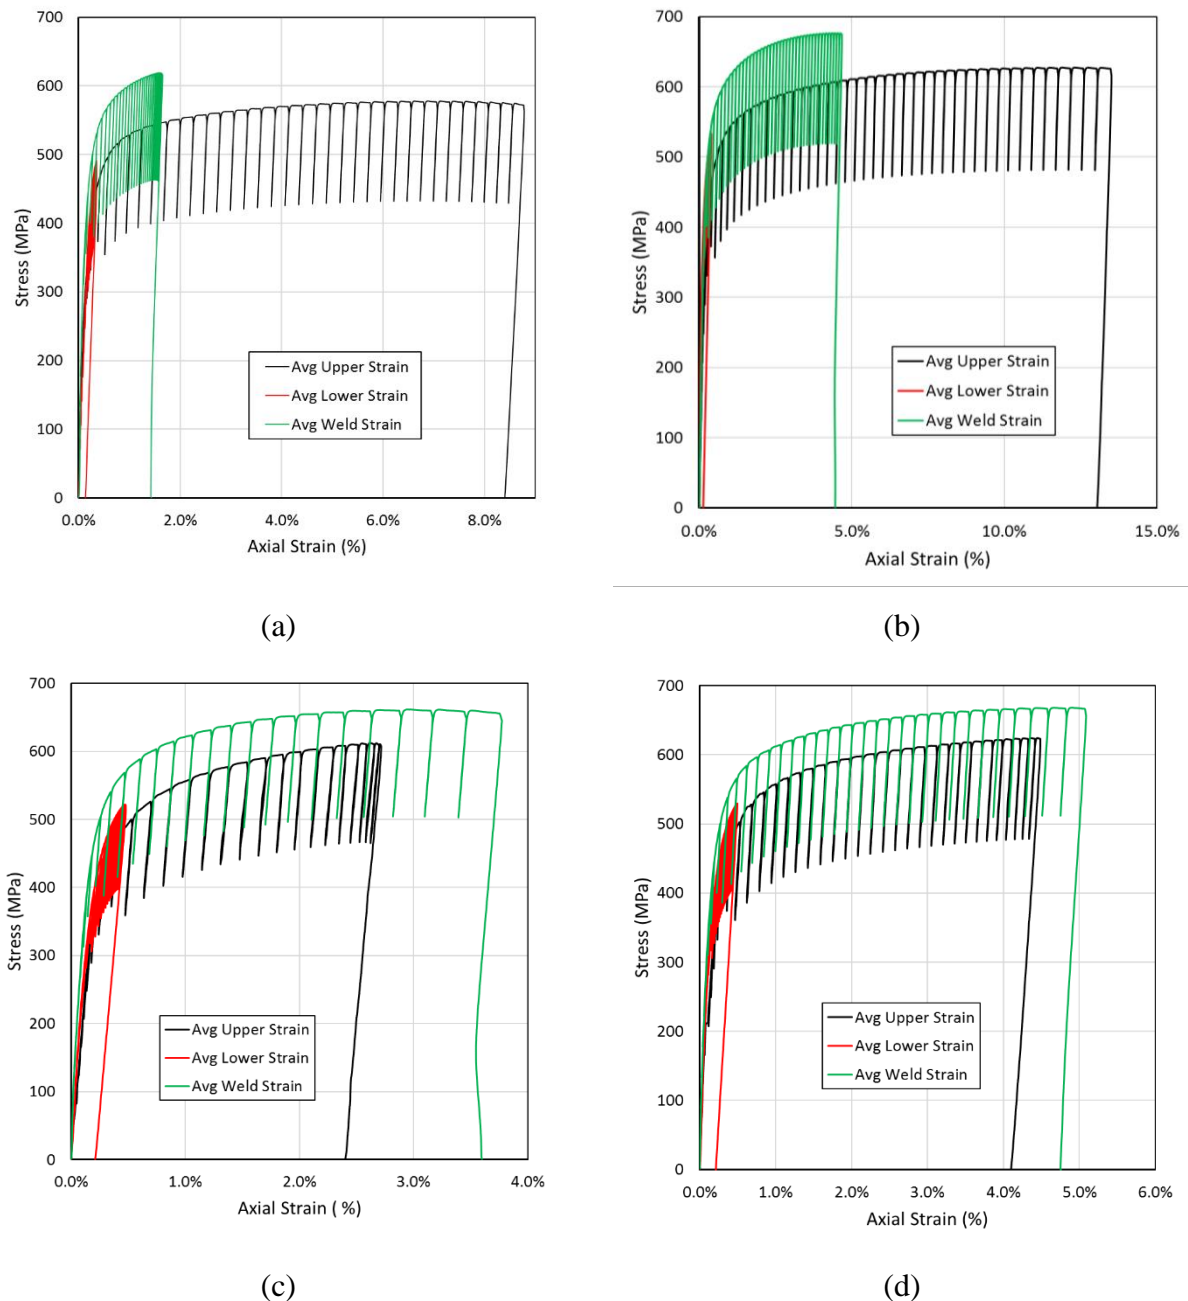 700
600
500
400
300
200
100
0
Stress (MPa)
Avg Upper Strain
Avg Lower Strain
Avg Weld Strain
0.0% 2.0% 4.0% 6.0% 8.0%
Axial Strain (%)
(a)
700
600
500
400
300
200
100
0
Stress (MPa)
Avg Upper Strain
Avg Lower Strain
Avg Weld Strain
0.0% 5.0% 10.0% 15.0%
Axial Strain (%)
(b)
700
600
500
400
300
200
100
0
Stress (MPa)
Avg Upper Strain
Avg Lower Strain
Avg Weld Strain
0.0% 1.0% 2.0% 3.0% 4.0%
Axial Strain ( %)
(c)
700
600
500
400
300
200
100
0
Stress (MPa)
Avg Upper Strain
Avg Lower Strain
Avg Weld Strain
0.0% 1.0% 2.0% 3.0% 4.0% 5.0% 6.0%
Axial Strain (%)
(d)